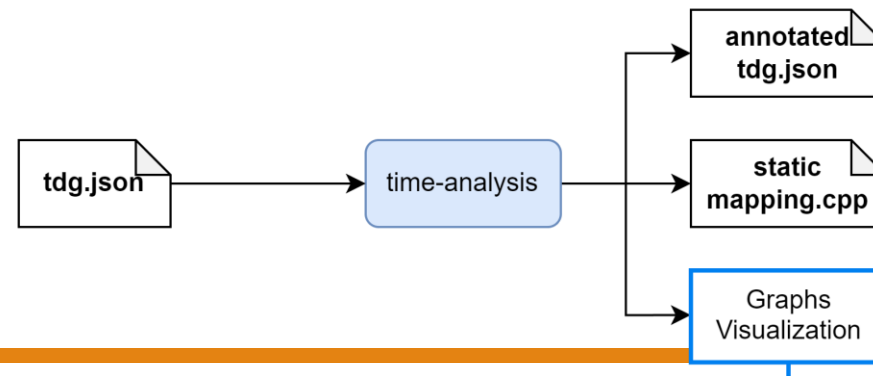 annotated
tdg.json
tdg.json
time-analysis
static
mapping.cpp
Graphs
Visualization